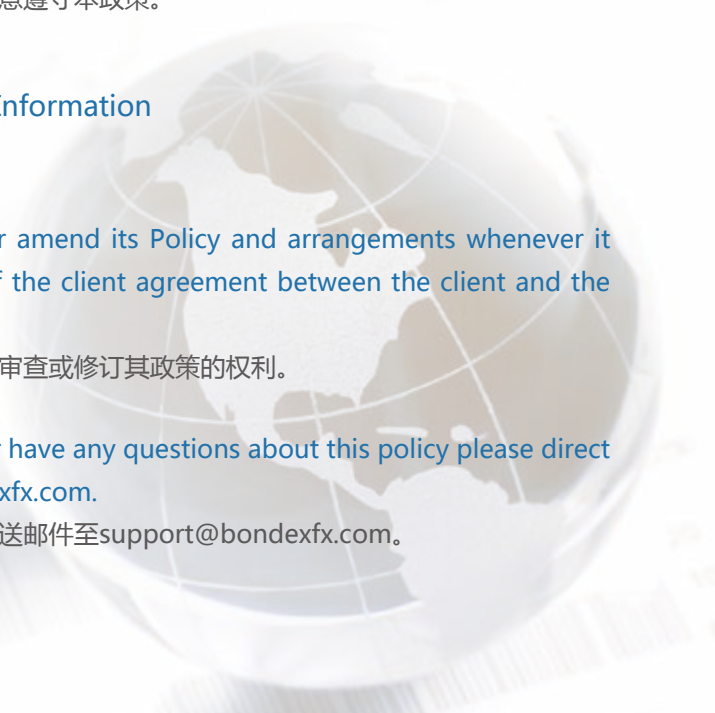 意遵守本政策。
Information
amend its Policy and arrangements whenever it
the client agreement between the client and the
审查或修订其政策的权利。
have any questions about this policy please direct
xfx.com.
送邮件至support@bondexfx.com。